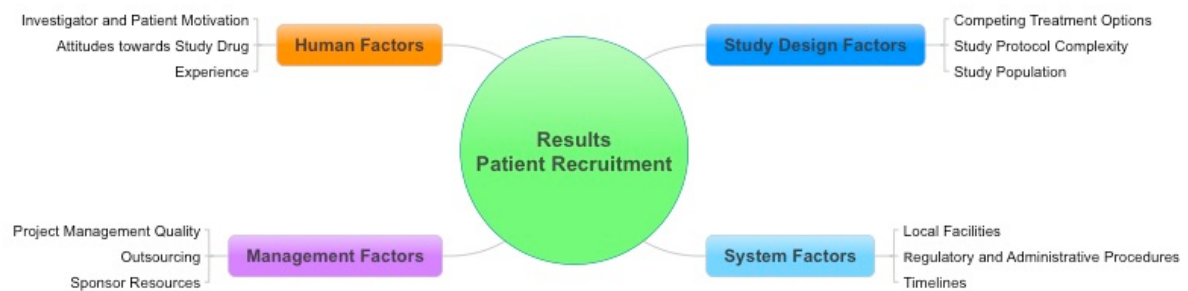 Investigator and Patient Motivation
Attitudes towards Study Drug
Experience
Human Factors
Study Design Factors
Competing Treatment Options
Study Protocol Complexity
Study Population
Results
Patient Recruitment
Project Management Quality
Outsourcing
Sponsor Resources
Management Factors
System Factors
Local Facilities
Regulatory and Administrative Procedures
Timelines